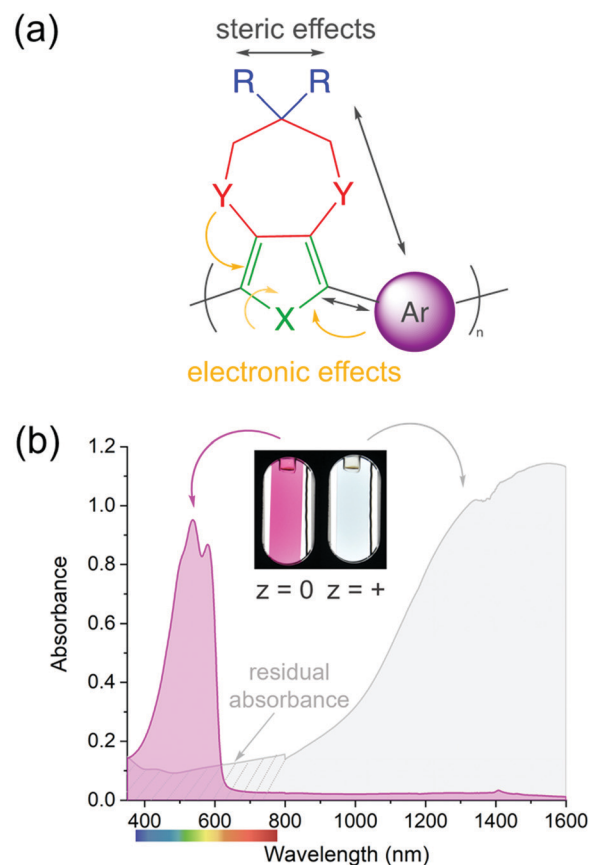 (a)
steric effects
R R
Y Y
X
Ar
n
electronic effects
(b)
1.2
1.0
0.8
0.6
0.4
0.2
0.0
Absorbance
z = 0 z = +
residual
absorbance
400 600 800 1000 1200 1400 1600
Wavelength (nm)